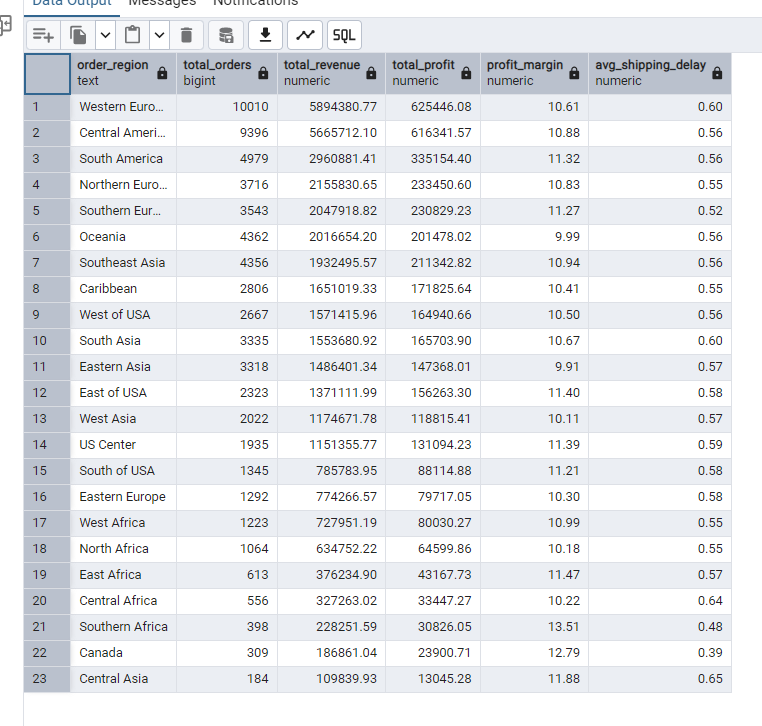 Data Output Messages Notifications
SQL
order_region text total_orders bigint total_revenue numeric total_profit numeric profit_margin numeric avg_shipping_delay numeric
1 Western Euro... 10010 5894380.77 625446.08 10.61 0.60
2 Central Ameri... 9396 5665712.10 616341.57 10.88 0.56
3 South America 4979 2960881.41 335154.40 11.32 0.56
4 Northern Euro... 3716 2155830.65 233450.60 10.83 0.55
5 Southern Eur... 3543 2047918.82 230829.23 11.27 0.52
6 Oceania 4362 2016654.20 201478.02 9.99 0.56
7 Southeast Asia 4356 1932495.57 211342.82 10.94 0.56
8 Caribbean 2806 1651019.33 171825.64 10.41 0.55
9 West of USA 2667 1571415.96 164940.66 10.50 0.56
10 South Asia 3335 1553680.92 165703.90 10.67 0.60
11 Eastern Asia 3318 1486401.34 147368.01 9.91 0.57
12 East of USA 2323 1371111.99 156263.30 11.40 0.58
13 West Asia 2022 1174671.78 118815.41 10.11 0.57
14 US Center 1935 1151355.77 131094.23 11.39 0.59
15 South of USA 1345 785783.95 88114.88 11.21 0.58
16 Eastern Europe 1292 774266.57 79717.05 10.30 0.58
17 West Africa 1223 727951.19 80030.27 10.99 0.55
18 North Africa 1064 634752.22 64599.86 10.18 0.55
19 East Africa 613 376234.90 43167.73 11.47 0.57
20 Central Africa 556 327263.02 33447.27 10.22 0.64
21 Southern Africa 398 228251.59 30826.05 13.51 0.48
22 Canada 309 186861.04 23900.71 12.79 0.39
23 Central Asia 184 109839.93 13045.28 11.88 0.65